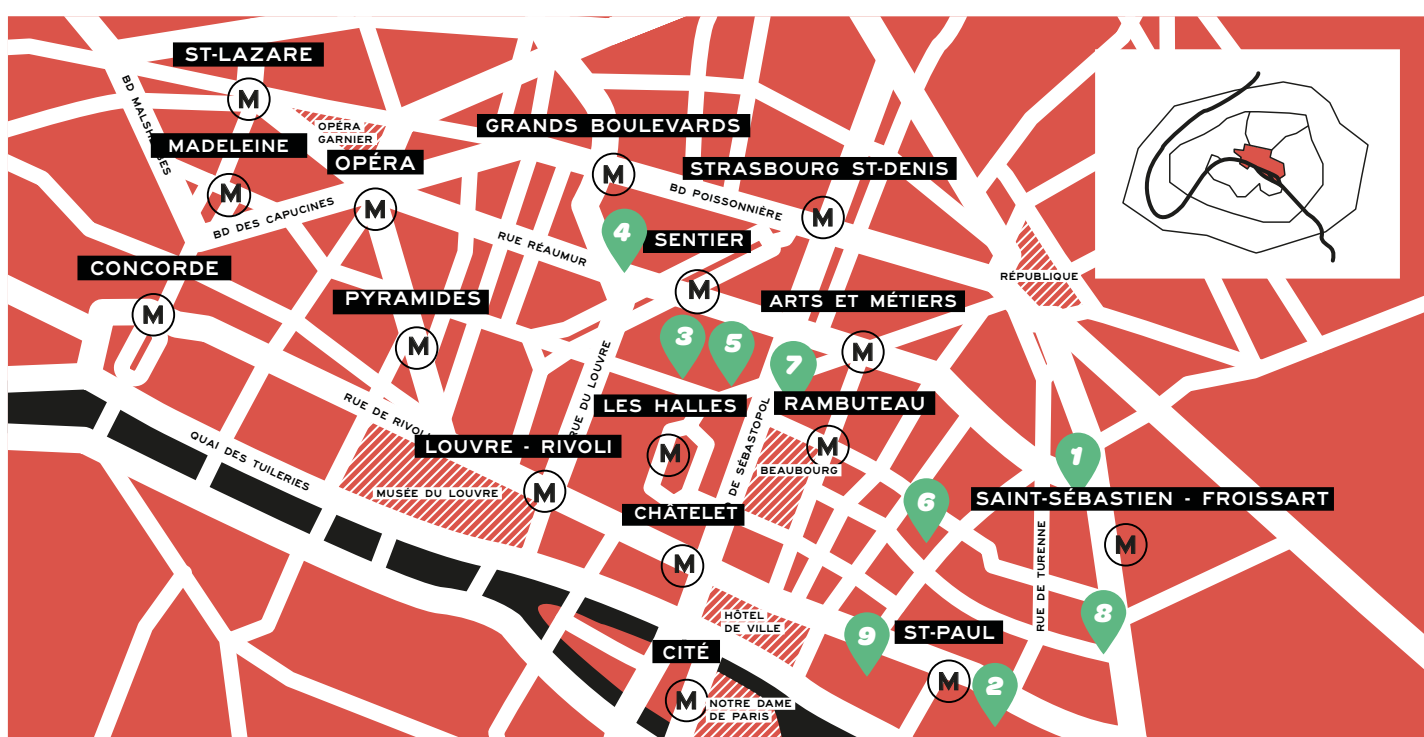 ST-LAZARE
M
BD MALSHERBES
OPÉRA
GARNIER
MADELEINE
OPÉRA
M
M
BD DES CAPUCINES
GRANDS BOULEVARDS
M
STRASBOURG ST-DENIS
BD POISSONNIÈRE
M
4
SENTIER
M
RUE RÉAUMUR
RÉPUBLIQUE
CONCORDE
M
PYRAMIDES
M
ARTS ET MÉTIERS
M
3
5
7
RUE DU LOUVRE
LES HALLES
M
RAMBUTEAU
M
BEAUBOURG
DE SÉBASTOPOL
RUE DE RIVOLI
LOUVRE - RIVOLI
M
QUAI DES TUILERIES
MUSÉE DU LOUVRE
1
6
SAINT-SÉBASTIEN - FROISSART
M
CHÂTELET
M
RUE DE TURENNE
HÔTEL
DE VILLE
8
9
ST-PAUL
M
2
CITÉ
M
NOTRE DAME
DE PARIS